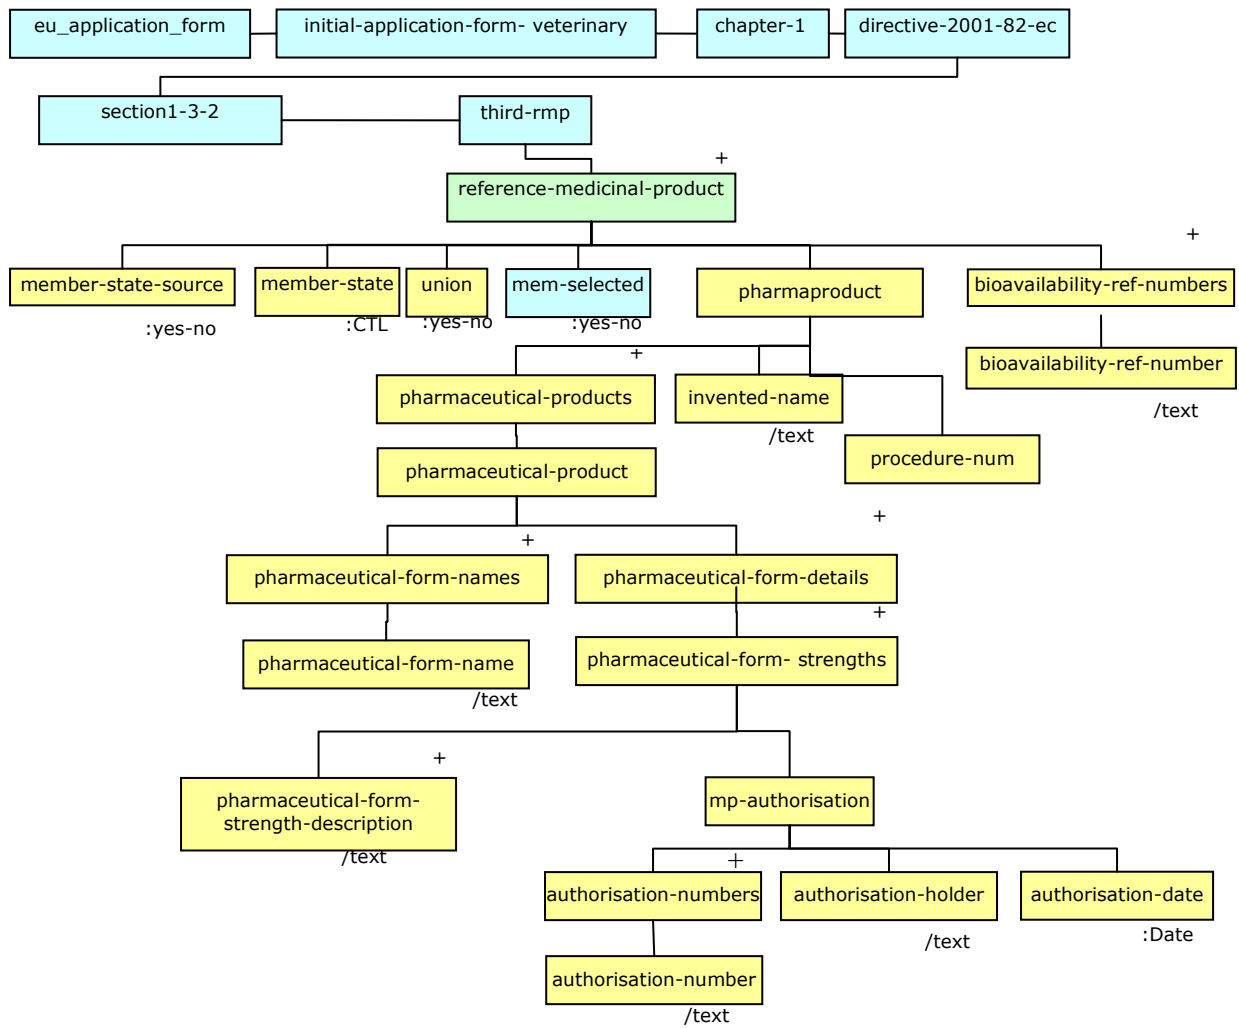 eu_application_form
initial-application-form- veterinary
chapter-1
directive-2001-82-ec
section1-3-2
third-rmp
+
reference-medicinal-product
+
member-state-source
:yes-no
member-state
:CTL
union
:yes-no
mem-selected
:yes-no
pharmaproduct
bioavailability-ref-numbers
bioavailability-ref-number
/text
+
pharmaceutical-products
invented-name
/text
procedure-num
pharmaceutical-product
+
+
pharmaceutical-form-names
pharmaceutical-form-details
+
pharmaceutical-form-name
/text
pharmaceutical-form- strengths
+
pharmaceutical-form-
strength-description
/text
mp-authorisation
+
authorisation-numbers
authorisation-holder
/text
authorisation-date
:Date
authorisation-number
/text